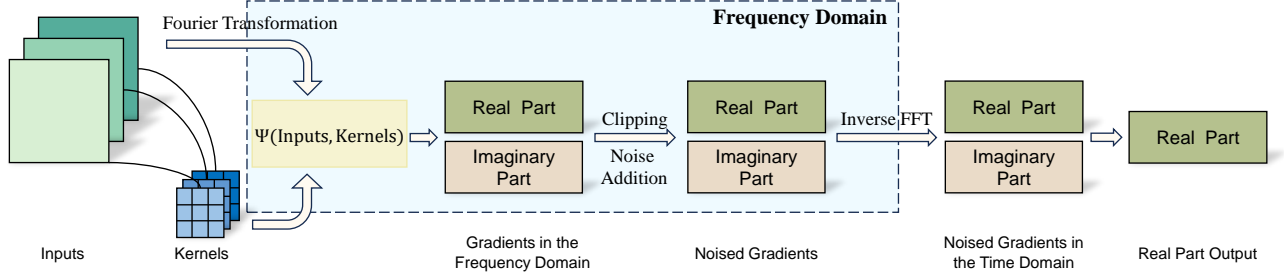 Frequency Domain
Fourier Transformation
Ψ(Inputs, Kernels)
Real Part
Imaginary
Part
Clipping
Noise
Addition
Real Part
Imaginary
Part
Inverse FFT
Real Part
Imaginary
Part
Real Part
Inputs
Kernels
Gradients in the
Frequency Domain
Noised Gradients
Noised Gradients in
the Time Domain
Real Part Output